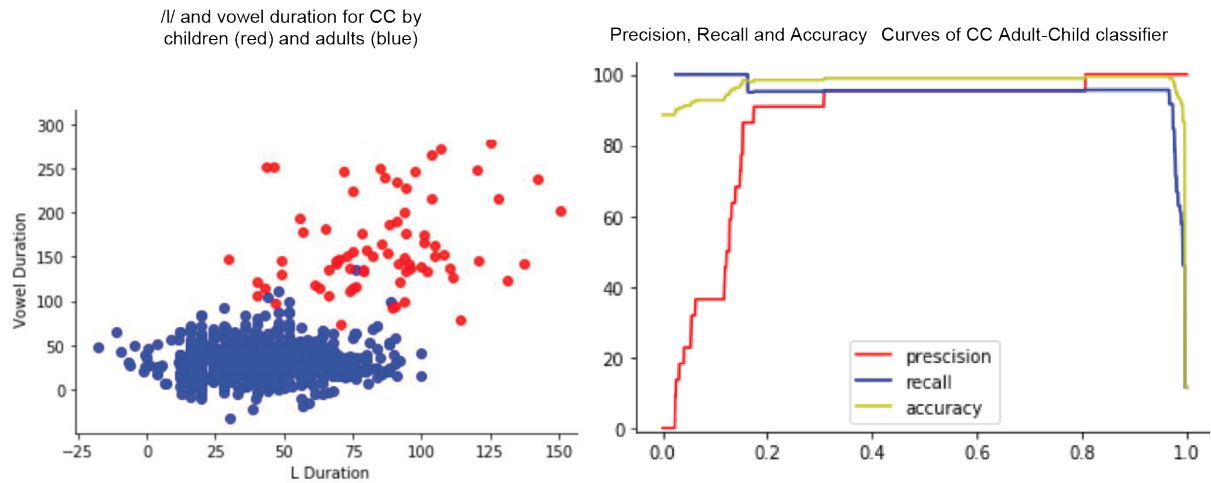 /l/ and vowel duration for CC by
children (red) and adults (blue)
300
250
200
150
100
50
0
Vowel Duration
−25 0 25 50 75 100 125 150
L Duration
Precision, Recall and Accuracy Curves of CC Adult-Child classifier
100
80
60
40
20
0
prescision
recall
accuracy
0.0 0.2 0.4 0.6 0.8 1.0